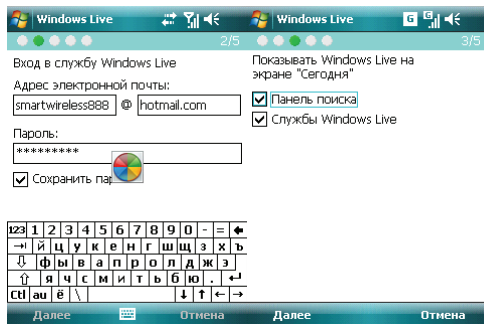 Windows Live
2/5
Вход в службу Windows Live
Адрес электронной почты:
smartwireless888 @ hotmail.com
Пароль:
*********
Сохранить
123 1 2 3 4 5 6 7 8 9 0 - =
й ц у к е н г ш щ з х ъ
ф ы в а п р о л д ж э
я ч с м и т ь б ю .
Ctl au ё \
Далее Отмена
Windows Live
G G
3/5
Показывать Windows Live на
экране "Сегодня"
Панель поиска
Службы Windows Live
Далее Отмена